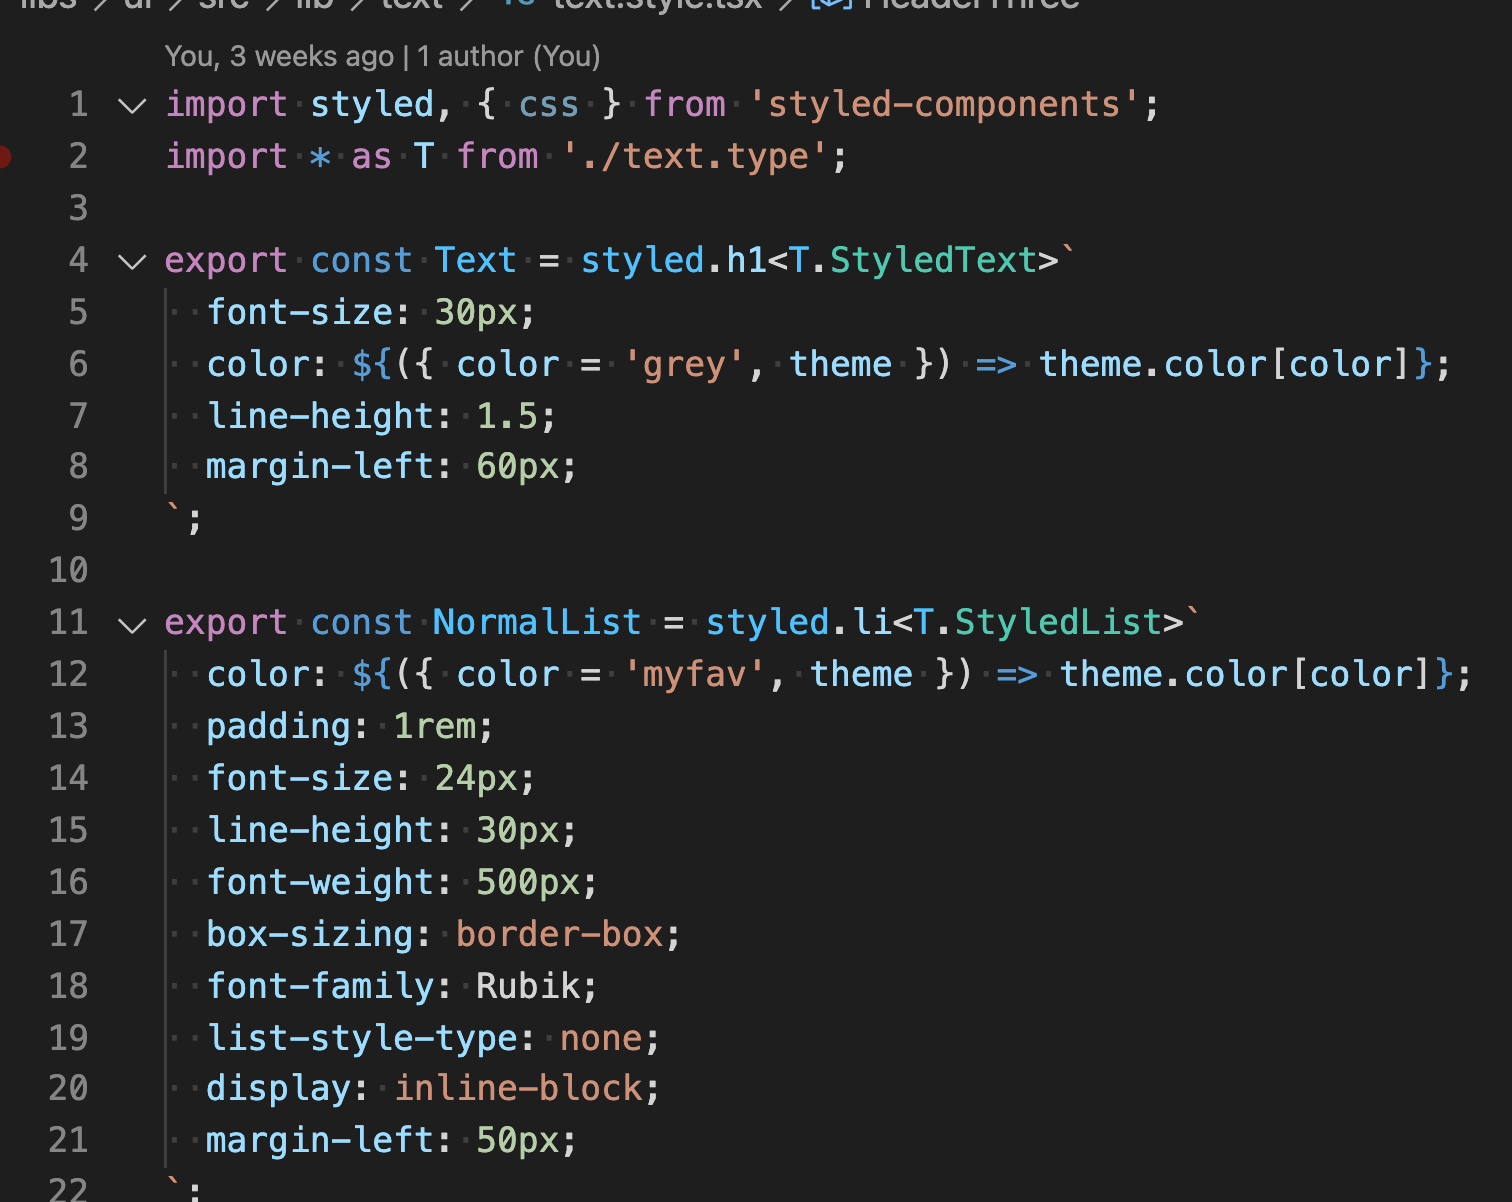 libs / ui / src / lib / text / TS text.style.tsx / HeaderThree
You, 3 weeks ago | 1 author (You)
1 import styled, { css } from 'styled-components';
2 import * as T from './text.type';
3
4 export const Text = styled.h1<T.StyledText>`
5 font-size: 30px;
6 color: ${({ color = 'grey', theme }) => theme.color[color]};
7 line-height: 1.5;
8 margin-left: 60px;
9 `;
10
11 export const NormalList = styled.li<T.StyledList>`
12 color: ${({ color = 'myfav', theme }) => theme.color[color]};
13 padding: 1rem;
14 font-size: 24px;
15 line-height: 30px;
16 font-weight: 500px;
17 box-sizing: border-box;
18 font-family: Rubik;
19 list-style-type: none;
20 display: inline-block;
21 margin-left: 50px;
22 `;